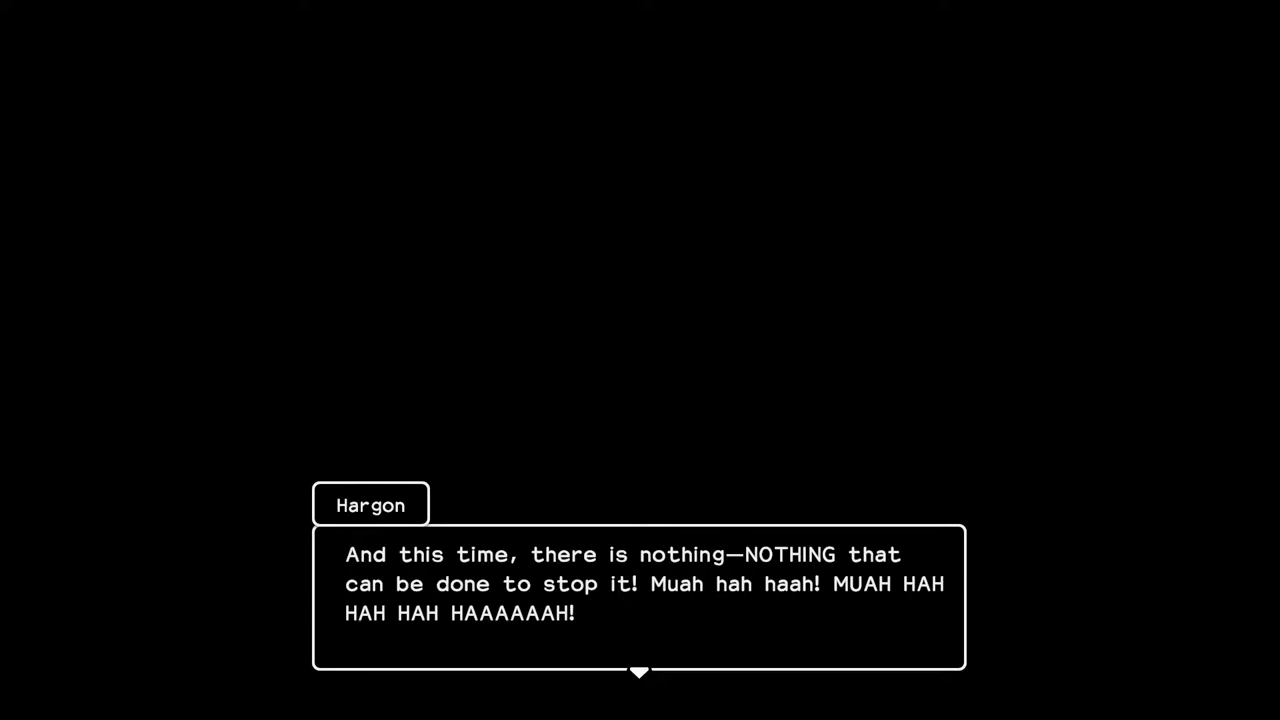 Hargon
And this time, there is nothing—NOTHING that
can be done to stop it! Muah hah haah! MUAH HAH
HAH HAH HAAAAAAH!